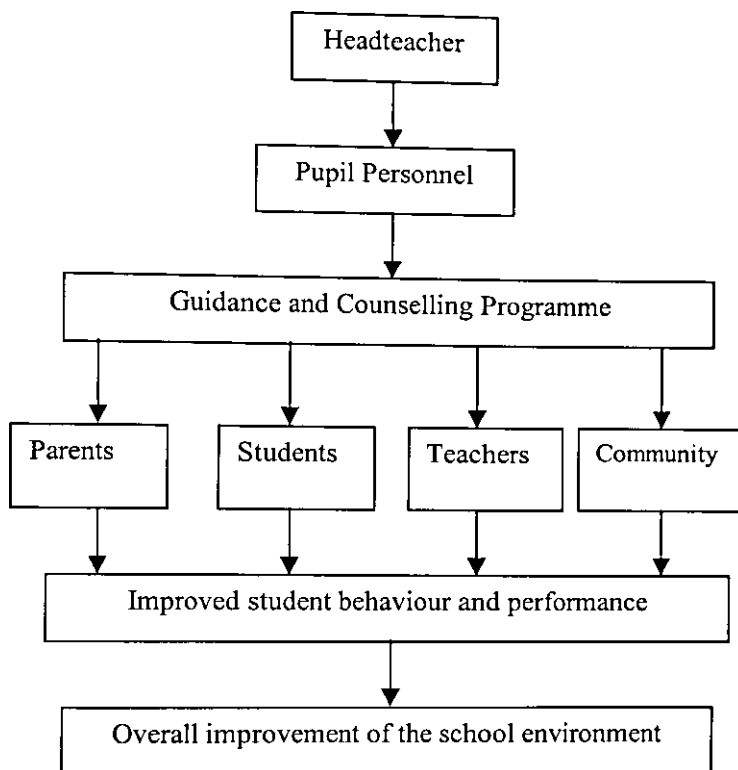 Headteacher
Pupil Personnel
Guidance and Counselling Programme
Parents
Students
Teachers
Community
Improved student behaviour and performance
Overall improvement of the school environment